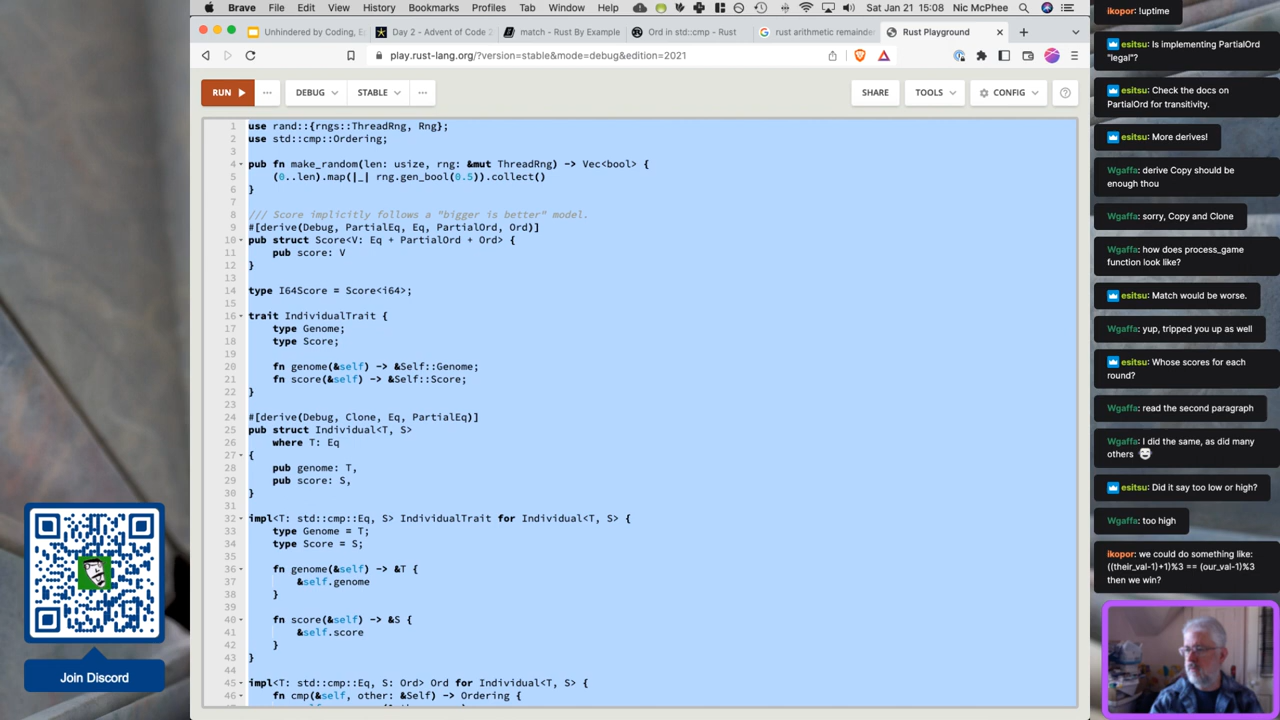 Brave File Edit View History Bookmarks Profiles Tab Window Help Sat Jan 21 15:08 Nic McPhee
Unhindered by Coding, E
Day 2 - Advent of Code 2
match - Rust By Example
Ord in std::cmp - Rust
rust arithmetic remainder
Rust Playground
play.rust-lang.org/?version=stable&mode=debug&edition=2021
RUN ... DEBUG STABLE ... SHARE TOOLS CONFIG
1 use rand::{rngs::ThreadRng, Rng};
2 use std::cmp::Ordering;
3
4 pub fn make_random(len: usize, rng: &mut ThreadRng) -> Vec<bool> {
5 (0..len).map(|_| rng.gen_bool(0.5)).collect()
6 }
7
8 /// Score implicitly follows a "bigger is better" model.
9 #[derive(Debug, PartialEq, Eq, PartialOrd, Ord)]
10 pub struct Score<V: Eq + PartialOrd + Ord> {
11 pub score: V
12 }
13
14 type I64Score = Score<i64>;
15
16 trait IndividualTrait {
17 type Genome;
18 type Score;
19
20 fn genome(&self) -> &Self::Genome;
21 fn score(&self) -> &Self::Score;
22 }
23
24 #[derive(Debug, Clone, Eq, PartialEq)]
25 pub struct Individual<T, S>
26 where T: Eq
27 {
28 pub genome: T,
29 pub score: S,
30 }
31
32 impl<T: std::cmp::Eq, S> IndividualTrait for Individual<T, S> {
33 type Genome = T;
34 type Score = S;
35
36 fn genome(&self) -> &T {
37 &self.genome
38 }
39
40 fn score(&self) -> &S {
41 &self.score
42 }
43 }
44
45 impl<T: std::cmp::Eq, S: Ord> Ord for Individual<T, S> {
46 fn cmp(&self, other: &Self) -> Ordering {
ikopor: !uptime
esitsu: Is implementing PartialOrd
"legal"?
esitsu: Check the docs on
PartialOrd for transitivity.
esitsu: More derives!
Wgaffa: derive Copy should be
enough thou
Wgaffa: sorry, Copy and Clone
Wgaffa: how does process_game
function look like?
esitsu: Match would be worse.
Wgaffa: yup, tripped you up as well
esitsu: Whose scores for each
round?
Wgaffa: read the second paragraph
Wgaffa: I did the same, as did many
others
esitsu: Did it say too low or high?
Wgaffa: too high
ikopor: we could do something like:
((their_val-1)+1)%3 == (our_val-1)%3
then we win?
Join Discord